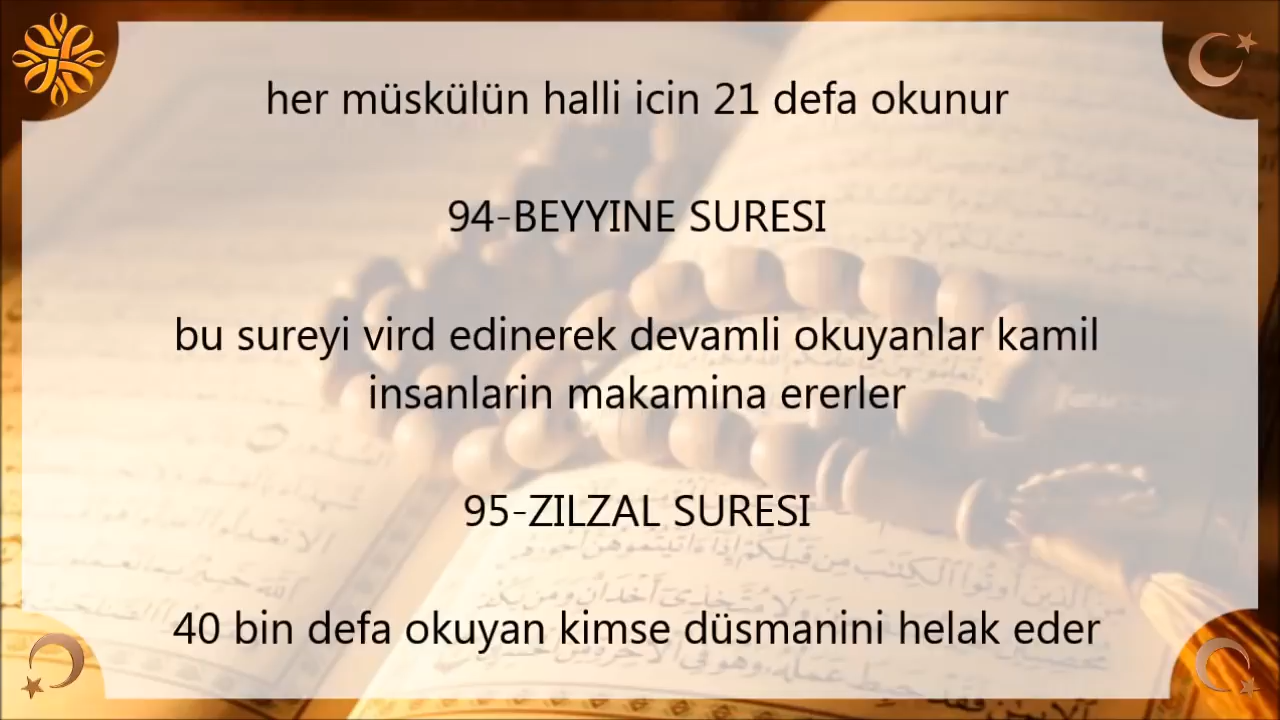 her müskülün halli icin 21 defa okunur
94-BEYYINE SURESI
bu sureyi vird edinerek devamli okuyanlar kamil
insanlarin makamina ererler
95-ZILZAL SURESI
40 bin defa okuyan kimse düsmanini helak eder